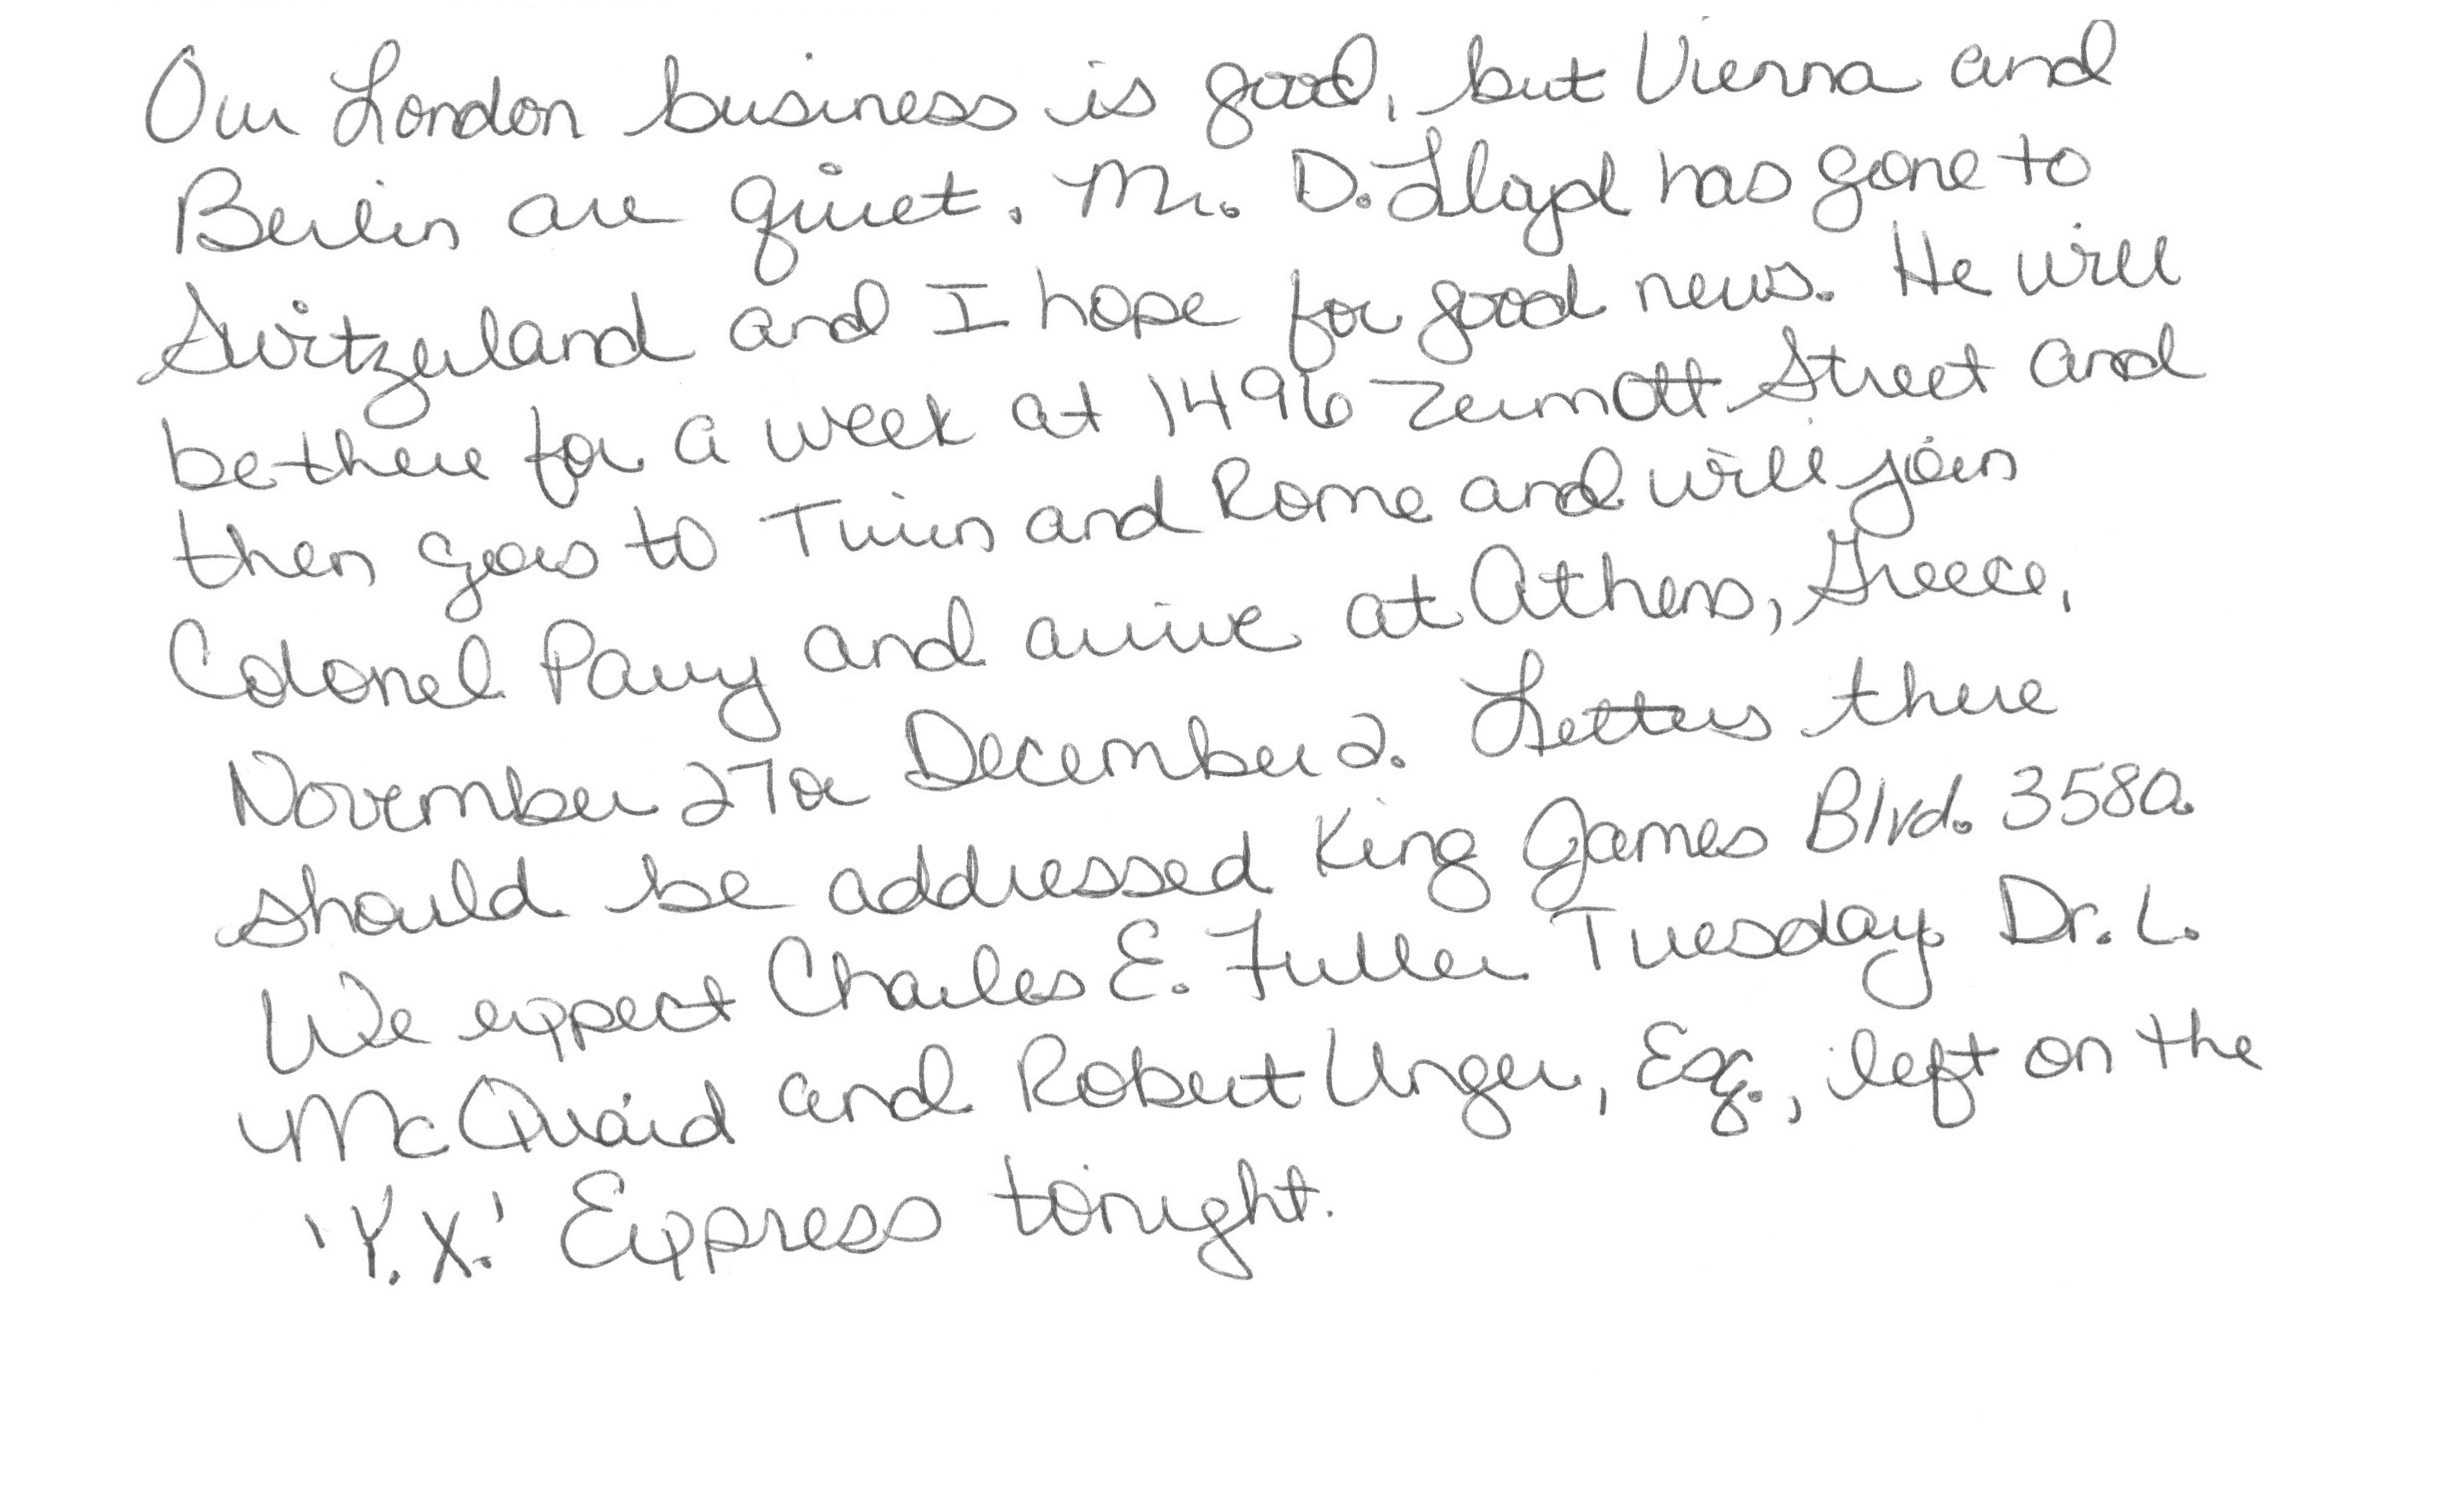 Our London business is good, but Vienna and
Berlin are quiet. Mr. D. Lloyd has gone to
Switzerland and I hope for good news. He will
be there for a week at 1496 Zermott Street and
then goes to Turin and Rome and will join
Colonel Parry and arrive at Athens, Greece,
November 27 or December 2. Letters there
should be addressed King James Blvd. 3580.
We expect Charles E. Fuller Tuesday. Dr. L.
McQuaid and Robert Unger, Esq., left on the
'Y.X.' Express tonight.